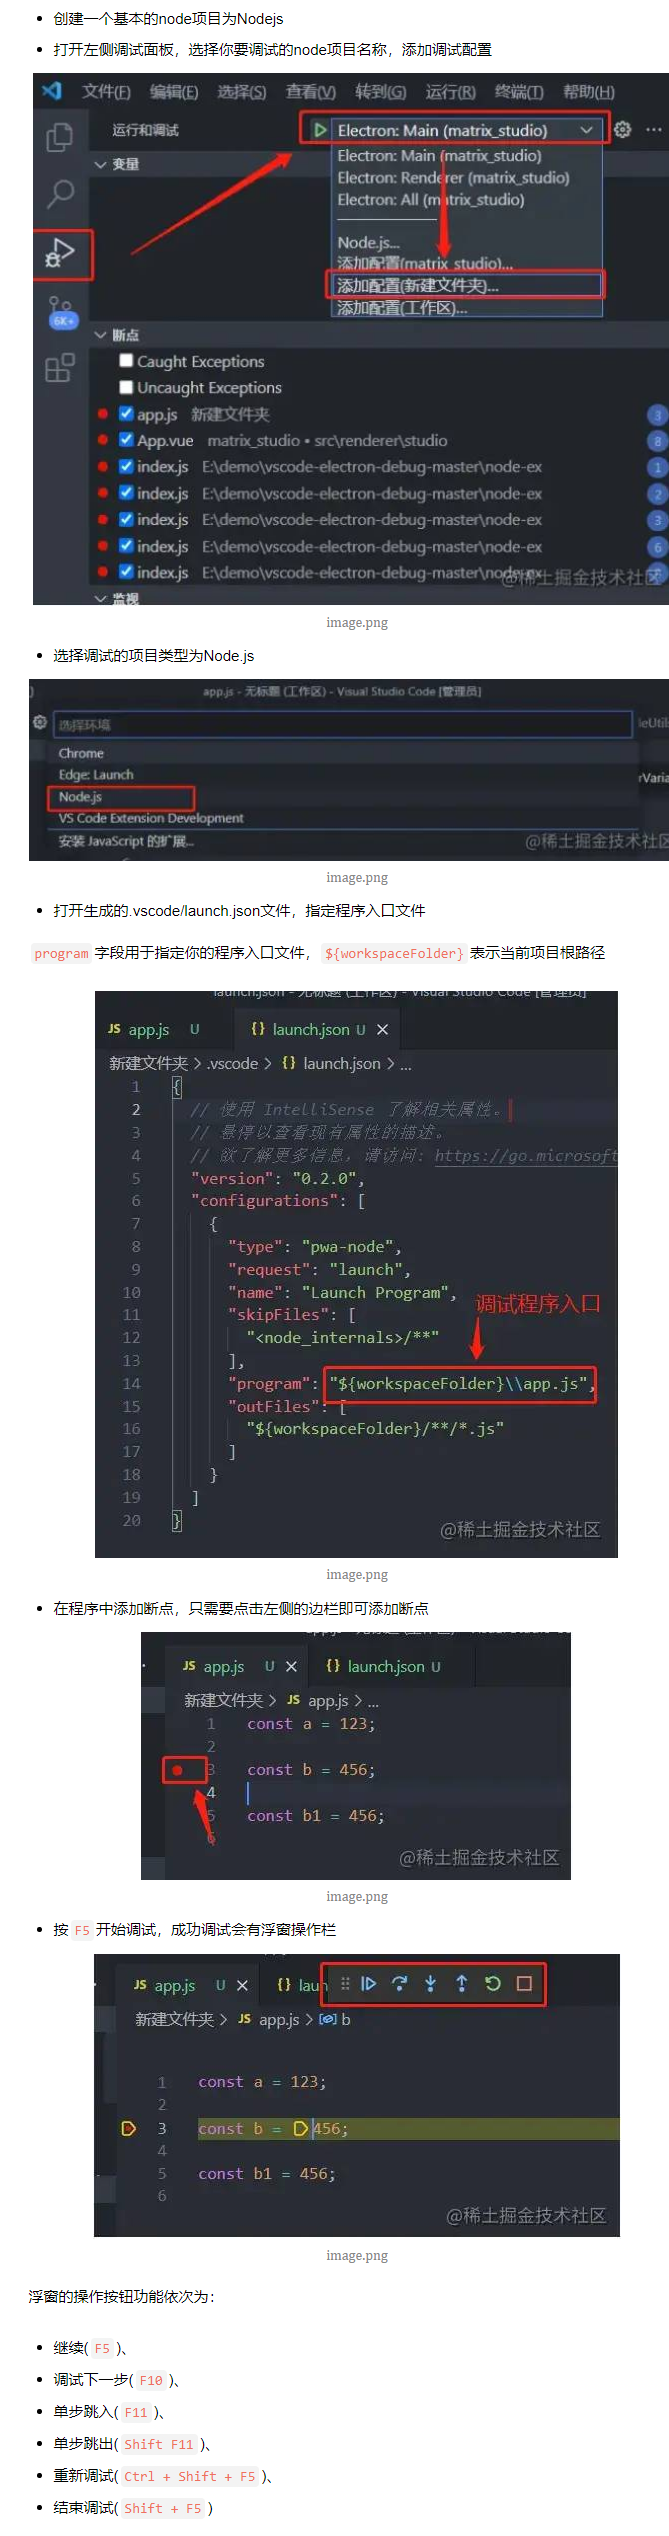 创建一个基本的node项目为Nodejs
打开左侧调试面板，选择你要调试的node项目名称，添加调试配置
文件(F) 编辑(E) 选择(S) 查看(V) 转到(G) 运行(R) 终端(T) 帮助(H)
运行和调试 Electron: Main (matrix_studio)
变量
Electron: Main (matrix_studio)
Electron: Renderer (matrix_studio)
Electron: All (matrix_studio)
Node.js...
添加配置(matrix_studio)...
添加配置(新建文件夹)...
添加配置(工作区)...
6K+
断点
Caught Exceptions
Uncaught Exceptions
app.js 新建文件夹 3
App.vue matrix_studio • src\renderer\studio 8
index.js E:\demo\vscode-electron-debug-master\node-ex 1
index.js E:\demo\vscode-electron-debug-master\node-ex 2
index.js E:\demo\vscode-electron-debug-master\node-ex 3
index.js E:\demo\vscode-electron-debug-master\node-ex 6
index.js E:\demo\vscode-electron-debug-master\node-ex
@稀土掘金技术社区
监视
image.png
选择调试的项目类型为Node.js
app.js - 无标题 (工作区) - Visual Studio Code [管理员]
选择环境
leUtils
Chrome
Edge: Launch
Node.js
rVaria
VS Code Extension Development
安装 JavaScript 的扩展...
@稀土掘金技术社区
image.png
打开生成的.vscode/launch.json文件，指定程序入口文件
program 字段用于指定你的程序入口文件， ${workspaceFolder} 表示当前项目根路径
launch.json - 无标题 (工作区) - Visual Studio Code [管理员]
JS app.js U {} launch.json U ×
新建文件夹 > .vscode > {} launch.json > ...
1 {
2 // 使用 IntelliSense 了解相关属性。
3 // 悬停以查看现有属性的描述。
4 // 欲了解更多信息，请访问: https://go.microsoft
5 "version": "0.2.0",
6 "configurations": [
7 {
8 "type": "pwa-node",
9 "request": "launch",
10 "name": "Launch Program",
调试程序入口
11 "skipFiles": [
12 "<node_internals>/**"
13 ],
14 "program": "${workspaceFolder}\\app.js",
15 "outFiles": [
16 "${workspaceFolder}/**/*.js"
17 ]
18 }
19 ]
20 }
@稀土掘金技术社区
image.png
在程序中添加断点，只需要点击左侧的边栏即可添加断点
JS app.js U × {} launch.json U
新建文件夹 > JS app.js > ...
1 const a = 123;
2
3 const b = 456;
4
5 const b1 = 456;
6
@稀土掘金技术社区
image.png
按 F5 开始调试，成功调试会有浮窗操作栏
JS app.js U × {} laun
新建文件夹 > JS app.js > b
1 const a = 123;
2
3 const b = 456;
4
5 const b1 = 456;
6
@稀土掘金技术社区
image.png
浮窗的操作按钮功能依次为：
继续( F5 )、
调试下一步( F10 )、
单步跳入( F11 )、
单步跳出( Shift F11 )、
重新调试( Ctrl + Shift + F5 )、
结束调试( Shift + F5 )